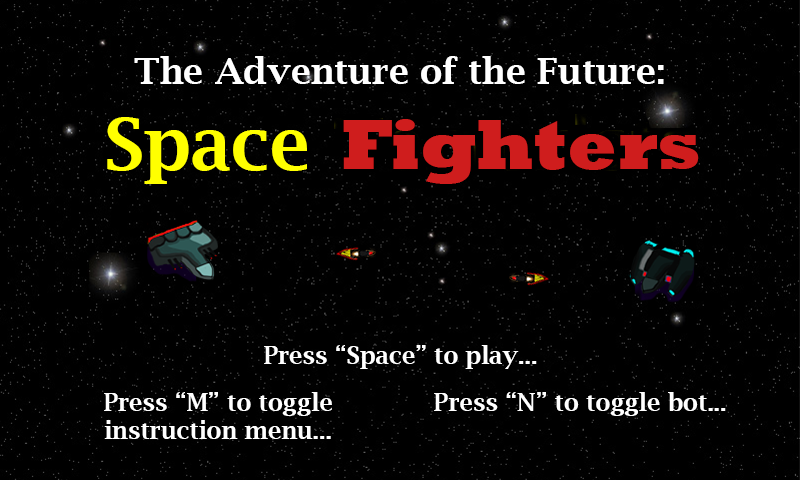 The Adventure of the Future:
Space Fighters
Press “Space” to play...
Press “M” to toggle
instruction menu...
Press “N” to toggle bot...